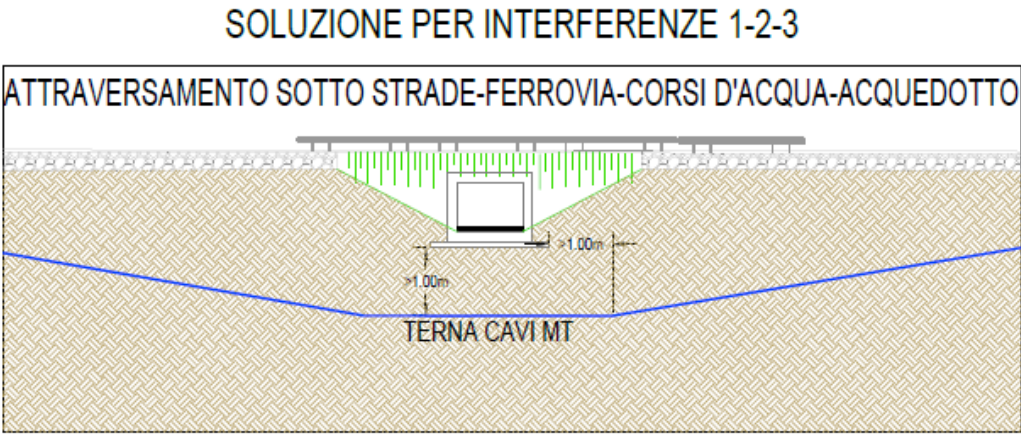 SOLUZIONE PER INTERFERENZE 1-2-3
ATTRAVERSAMENTO SOTTO STRADE-FERROVIA-CORSI D'ACQUA-ACQUEDOTTO
>1.00m
>1.00m
TERNA CAVI MT